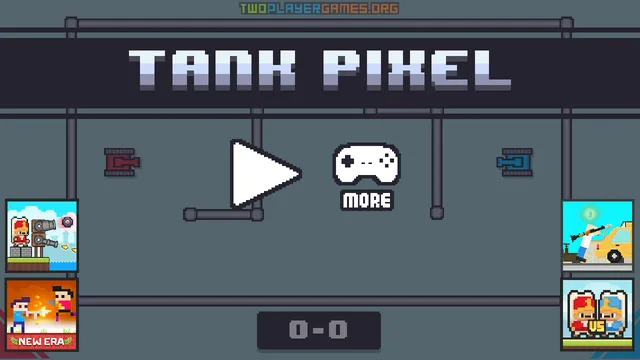 TWOPLAYERGAMES.ORG
TANK PIXEL
MORE
NEW ERA
VS
0-0